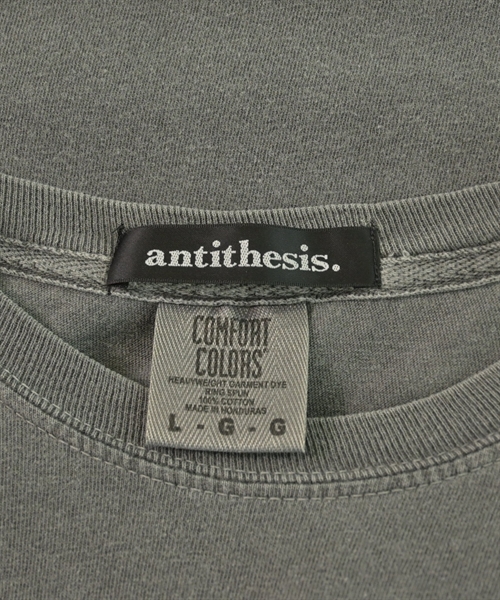 antithesis.
COMFORT
COLORS®
HEAVYWEIGHT GARMENT DYE
RING SPUN
100% COTTON
MADE IN HONDURAS
L - G - G